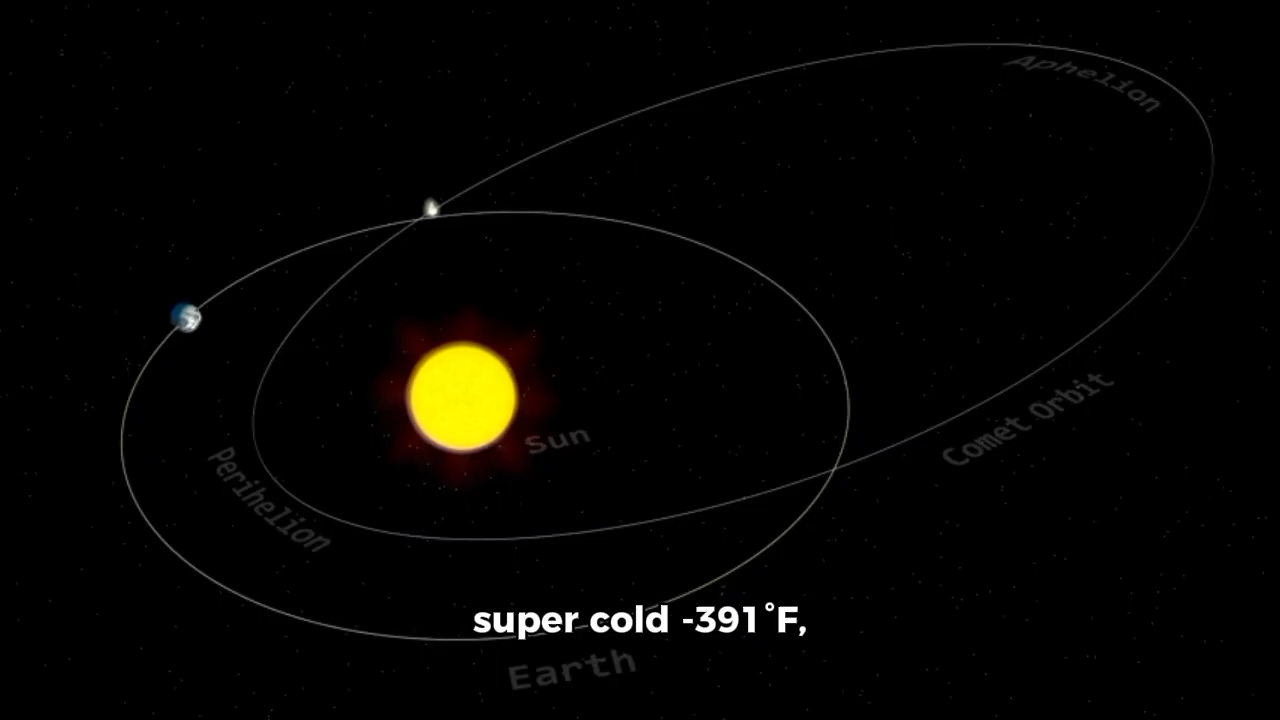 Aphelion
Comet Orbit
Sun
Perihelion
super cold -391°F,
Earth